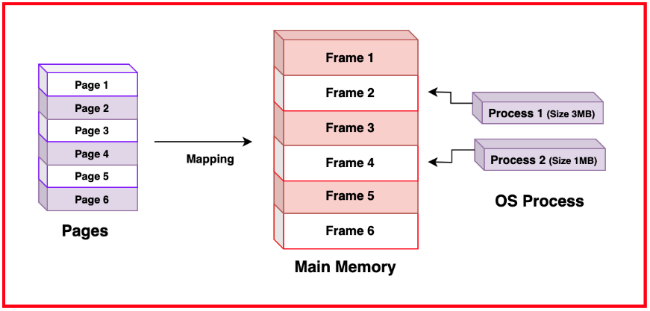 Page 1
Page 2
Page 3
Page 4
Page 5
Page 6
Pages
Mapping
Frame 1
Frame 2
Frame 3
Frame 4
Frame 5
Frame 6
Main Memory
Process 1 (Size 3MB)
Process 2 (Size 1MB)
OS Process